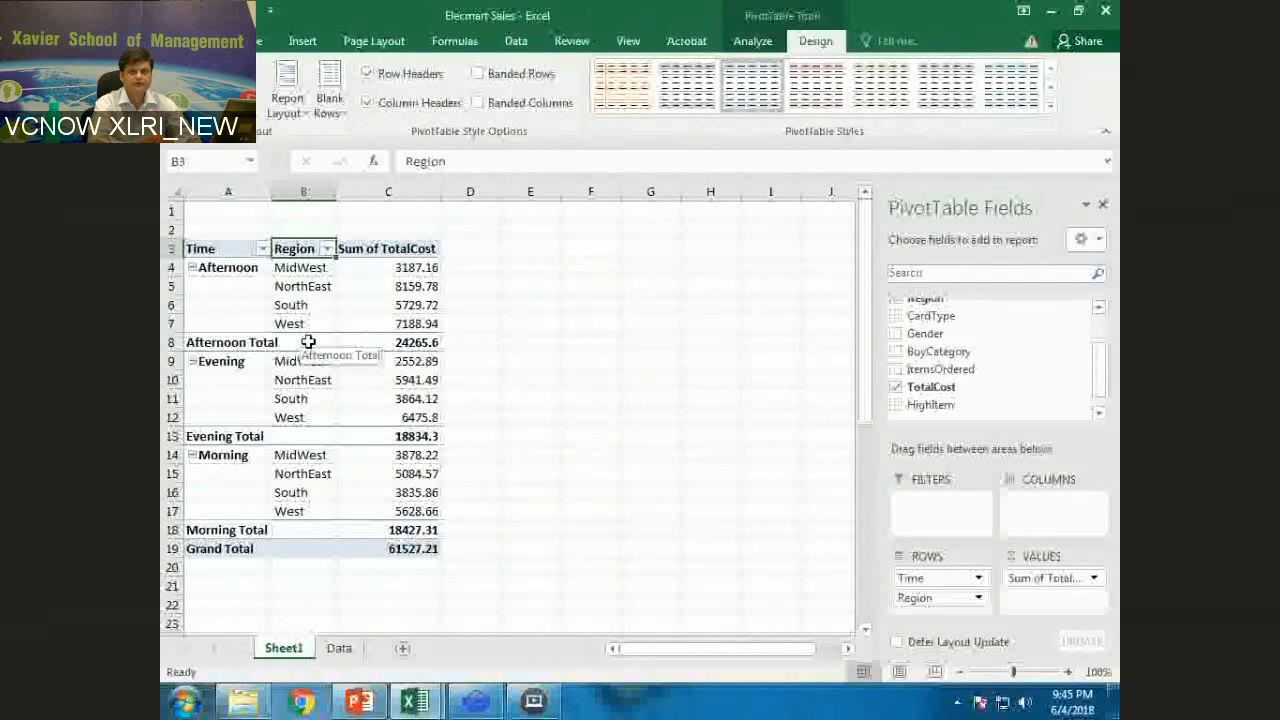 Xavier School of Management
VCNOW XLRI_NEW
Elecmart Sales - Excel
PivotTable Tools
Insert
Page Layout
Formulas
Data
Review
View
Acrobat
Analyze
Design
Tell me...
Share
Report
Layout
Blank
Rows
Row Headers
Banded Rows
Column Headers
Banded Columns
PivotTable Style Options
PivotTable Styles
B3
fx
Region
A B C D E F G H I J
1
2
3 Time Region Sum of TotalCost
4 Afternoon MidWest 3187.16
5 NorthEast 8159.78
6 South 5729.72
7 West 7188.94
8 Afternoon Total 24265.6
Afternoon Total
9 Evening 2552.89
10 NorthEast 5941.49
11 South 3864.12
12 West 6475.8
13 Evening Total 18834.3
14 Morning MidWest 3878.22
15 NorthEast 5084.57
16 South 3835.86
17 West 5628.66
18 Morning Total 18427.31
19 Grand Total 61527.21
20
21
22
23
Sheet1
Data
Ready
PivotTable Fields
Choose fields to add to report:
Search
Region
CardType
Gender
BuyCategory
ItemsOrdered
TotalCost
HighItem
Drag fields between areas below:
FILTERS
COLUMNS
ROWS
VALUES
Time
Region
Sum of Total...
Defer Layout Update
UPDATE
100%
9:45 PM
6/4/2018